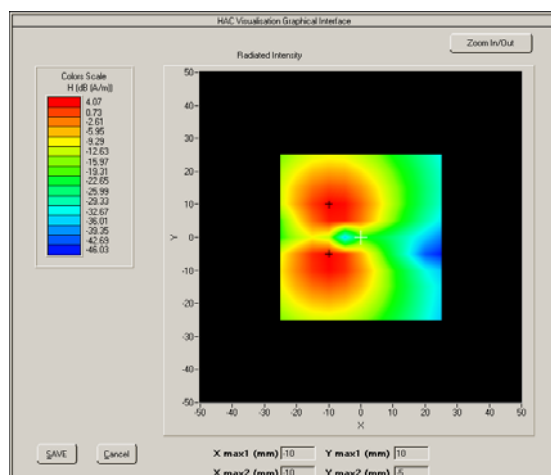 HAC Visualisation Graphical Interface
Zoom In/Out
Radiated Intensity
Colors Scale
H (dB (A/m))
4.07
0.73
-2.61
-5.95
-9.29
-12.63
-15.97
-19.31
-22.65
-25.99
-29.33
-32.67
-36.01
-39.35
-42.69
-46.03
50
40
30
20
10
0
-10
-20
-30
-40
-50
Y
-50 -40 -30 -20 -10 0 10 20 30 40 50
X
SAVE
Cancel
X max1 (mm) -10 Y max1 (mm) 10
X max2 (mm) -10 Y max2 (mm) -5